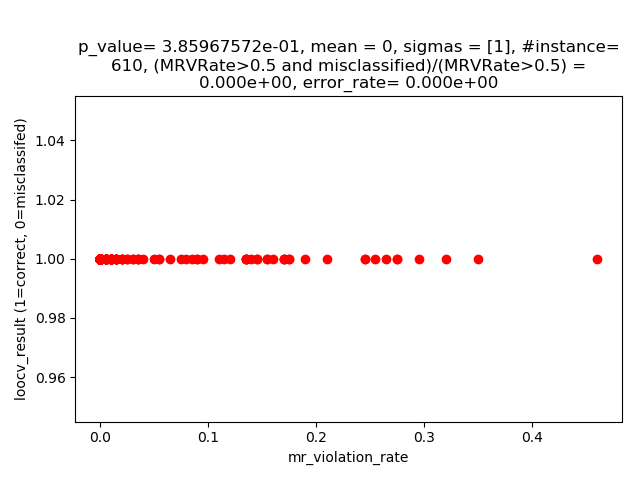 p_value= 3.85967572e-01, mean = 0, sigmas = [1], #instance=
610, (MRVRate>0.5 and misclassified)/(MRVRate>0.5) =
0.000e+00, error_rate= 0.000e+00
loocv_result (1=correct, 0=misclassifed)
1.04
1.02
1.00
0.98
0.96
0.0 0.1 0.2 0.3 0.4
mr_violation_rate